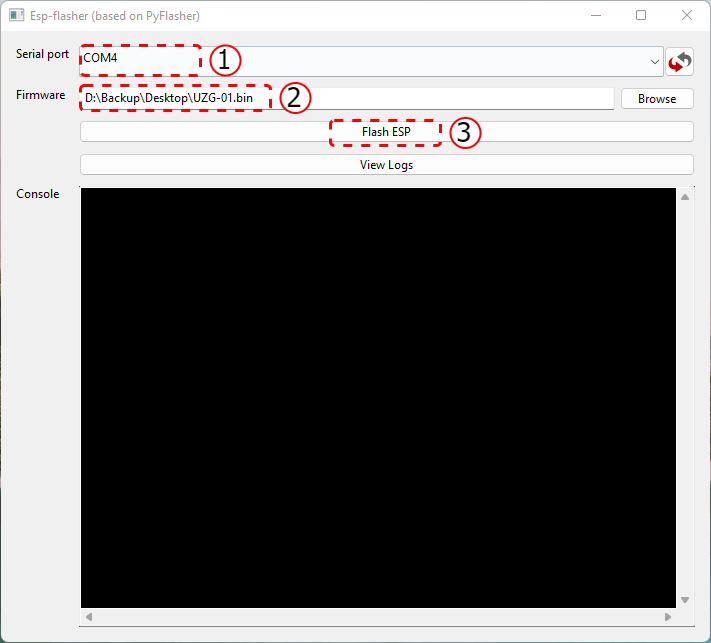 Esp-flasher (based on PyFlasher)
Serial port COM4 1
Firmware D:\Backup\Desktop\UZG-01.bin 2 Browse
Flash ESP 3
View Logs
Console